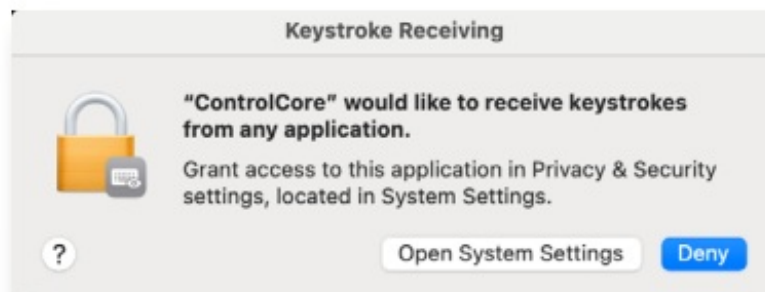 Keystroke Receiving
“ControlCore” would like to receive keystrokes
from any application.
Grant access to this application in Privacy & Security
settings, located in System Settings.
?
Open System Settings
Deny